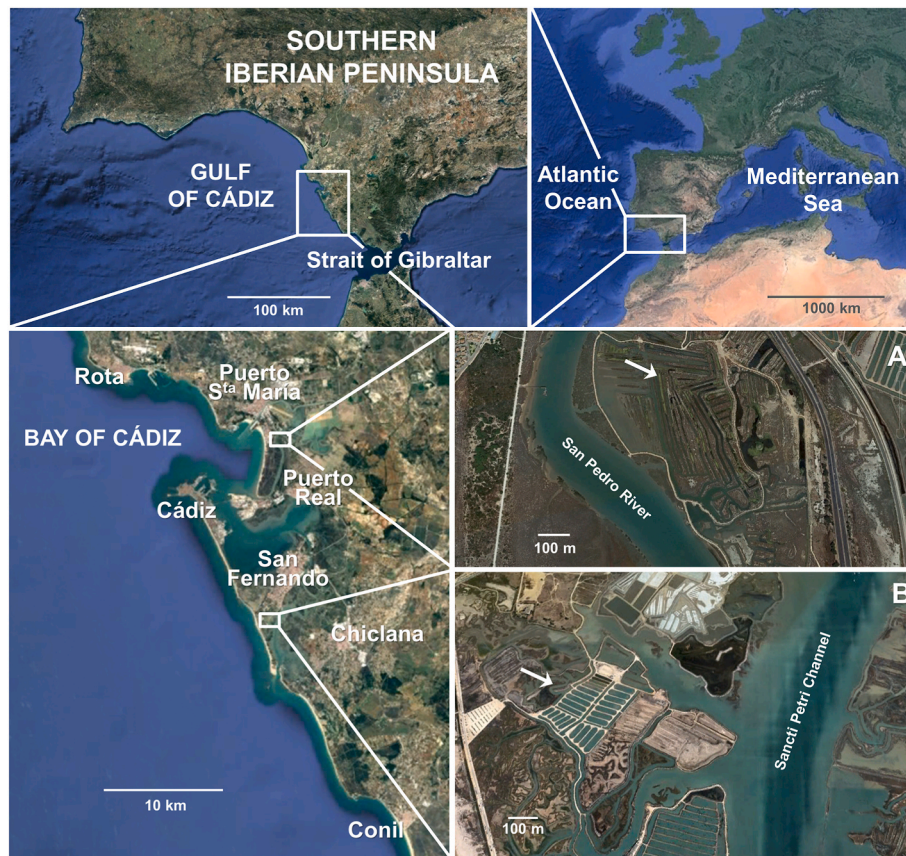 SOUTHERN
IBERIAN PENINSULA
GULF
OF CÁDIZ
Strait of Gibraltar
100 km
Atlantic
Ocean
Mediterranean
Sea
1000 km
Rota
Puerto
Sta María
BAY OF CÁDIZ
Puerto
Real
Cádiz
San
Fernando
Chiclana
10 km
Conil
A
San Pedro River
100 m
B
Sancti Petri Channel
100 m